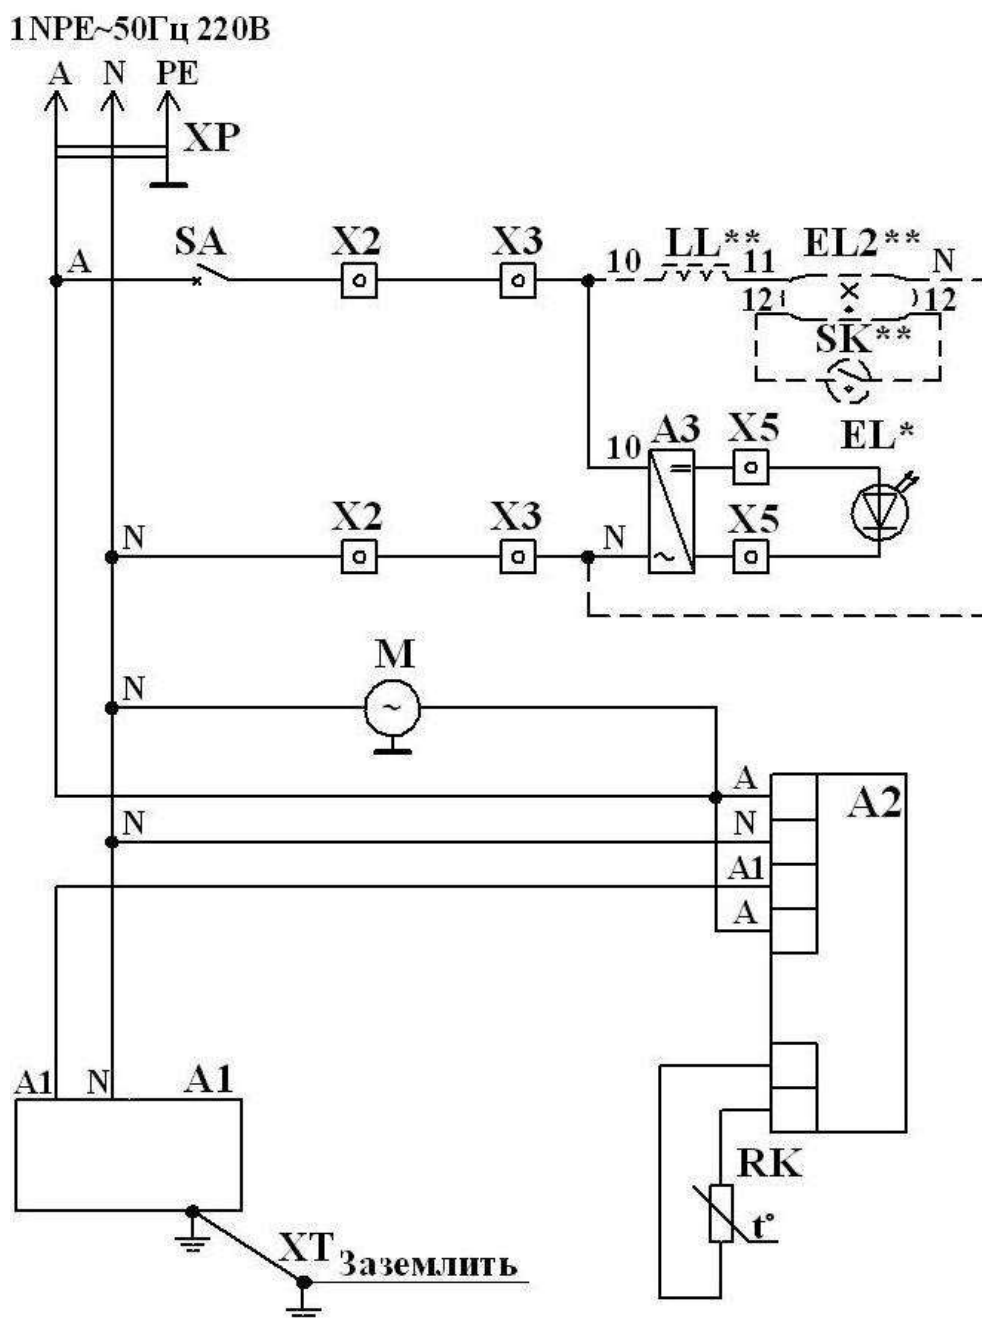 1NPE~50Гц 220В
A N PE
XP
A SA X2 X3 10 LL** 11 EL2** N
12 12
SK**
10 A3 X5 EL*
N X2 X3 N X5
M
N
A A2
N N
A1
A
A1 N A1
RK
t°
XT Заземлить